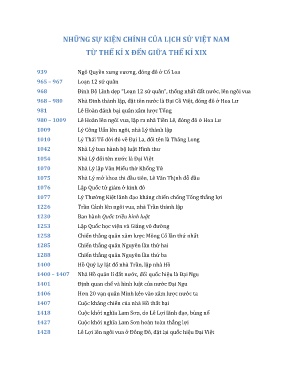 NHỮNG SỰ KIỆN CHÍNH CỦA LỊCH SỬ VIỆT NAM
TỪ THẾ KỈ X ĐẾN GIỮA THẾ KỈ XIX
939 Ngô Quyền xưng vương, đóng đô ở Cổ Loa
965 – 967 Loạn 12 sứ quân
968 Đinh Bộ Lĩnh dẹp "Loạn 12 sứ quân", thống nhất đất nước, lên ngôi vua
968 – 980 Nhà Đinh thành lập, đặt tên nước là Đại Cồ Việt, đóng đô ở Hoa Lư
981 Lê Hoàn đánh bại quân xâm lược Tống
980 – 1009 Lê Hoàn lên ngôi vua, lập ra nhà Tiền Lê, đóng đô ở Hoa Lư
1009 Lý Công Uẩn lên ngôi, nhà Lý thành lập
1010 Lý Thái Tổ dời đô về Đại La, đổi tên là Thăng Long
1042 Nhà Lý ban hành bộ luật Hình thư
1054 Nhà Lý đổi tên nước là Đại Việt
1070 Nhà Lý lập Văn Miếu thờ Khổng Tử
1075 Nhà Lý mở khoa thi đầu tiên, Lê Văn Thịnh đỗ đầu
1076 Lập Quốc tử giám ở kinh đô
1077 Lý Thường Kiệt lãnh đạo kháng chiến chống Tống thắng lợi
1226 Trần Cảnh lên ngôi vua, nhà Trần thành lập
1230 Ban hành Quốc triều hình luật
1253 Lập Quốc học viện và Giảng võ đường
1258 Chiến thắng quân xâm lược Mông Cổ lần thứ nhất
1285 Chiến thắng quân Nguyên lần thứ hai
1288 Chiến thắng quân Nguyên lần thứ ba
1400 Hồ Quý Ly lật đổ nhà Trần, lập nhà Hồ
1400 – 1407 Nhà Hồ quản lí đất nước, đổi quốc hiệu là Đại Ngu
1401 Định quan chế và hình luật của nước Đại Ngu
1406 Hơn 20 vạn quân Minh kéo vào xâm lược nước ta
1407 Cuộc kháng chiến của nhà Hồ thất bại
1418 Cuộc khởi nghĩa Lam Sơn, do Lê Lợi lãnh đạo, bùng nổ
1427 Cuộc khởi nghĩa Lam Sơn hoàn toàn thắng lợi
1428 Lê Lợi lên ngôi vua ở Đông Đô, đặt lại quốc hiệu Đại Việt